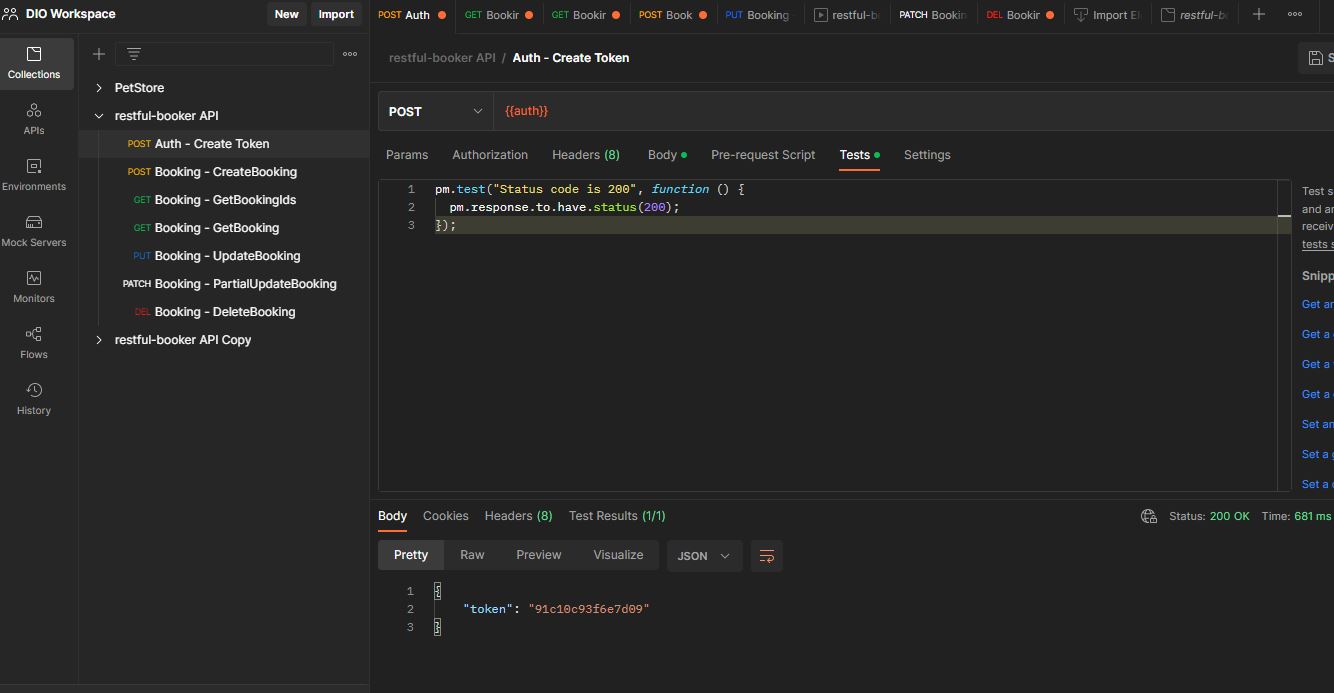 DIO Workspace
New
Import
POST Auth
GET Bookin
GET Bookin
POST Book
PUT Booking
restful-b
PATCH Bookin
DEL Bookin
Import El
restful-b
Collections
APIs
Environments
Mock Servers
Monitors
Flows
History
PetStore
restful-booker API
POST Auth - Create Token
POST Booking - CreateBooking
GET Booking - GetBookingIds
GET Booking - GetBooking
PUT Booking - UpdateBooking
PATCH Booking - PartialUpdateBooking
DEL Booking - DeleteBooking
restful-booker API Copy
restful-booker API / Auth - Create Token
S
POST
{{auth}}
Params
Authorization
Headers (8)
Body
Pre-request Script
Tests
Settings
1 pm.test("Status code is 200", function () {
2 pm.response.to.have.status(200);
3 });
Test s
and ar
receiv
tests s
Snipp
Get an
Get a
Get a
Get a
Set an
Set a g
Set a c
Body
Cookies
Headers (8)
Test Results (1/1)
Status: 200 OK
Time: 681 ms
Pretty
Raw
Preview
Visualize
JSON
1 {
2 "token": "91c10c93f6e7d09"
3 }